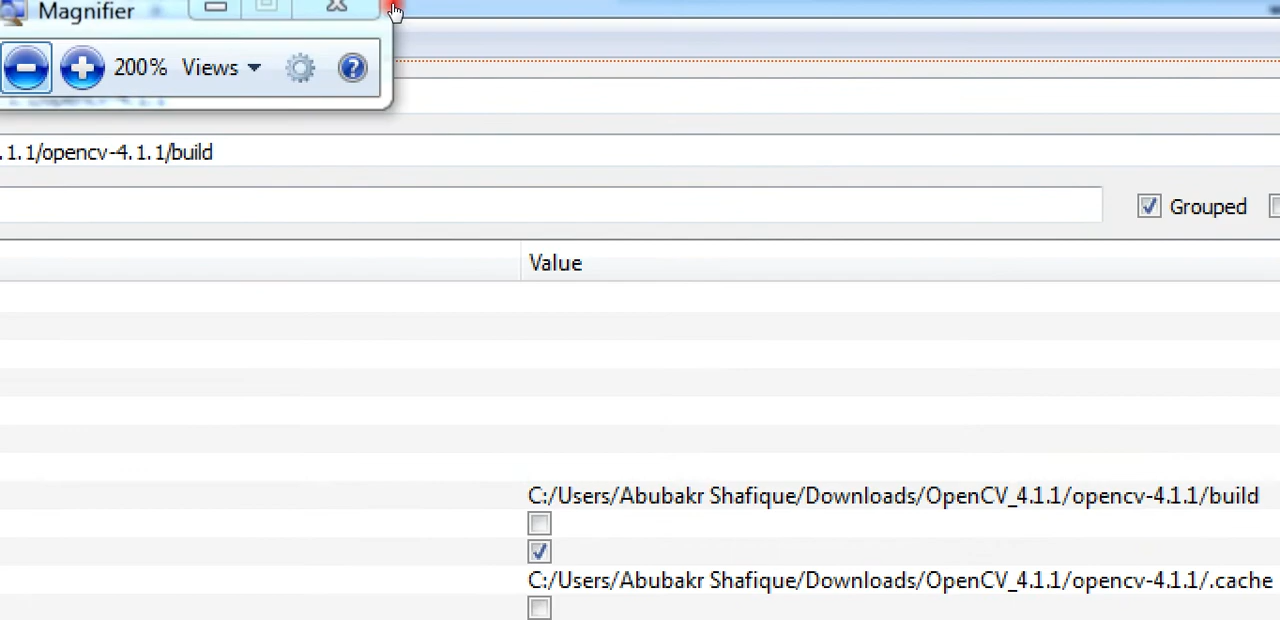 Magnifier
200% Views
.1.1/opencv-4.1.1/build
Grouped
Value
C:/Users/Abubakr Shafique/Downloads/OpenCV_4.1.1/opencv-4.1.1/build
C:/Users/Abubakr Shafique/Downloads/OpenCV_4.1.1/opencv-4.1.1/.cache